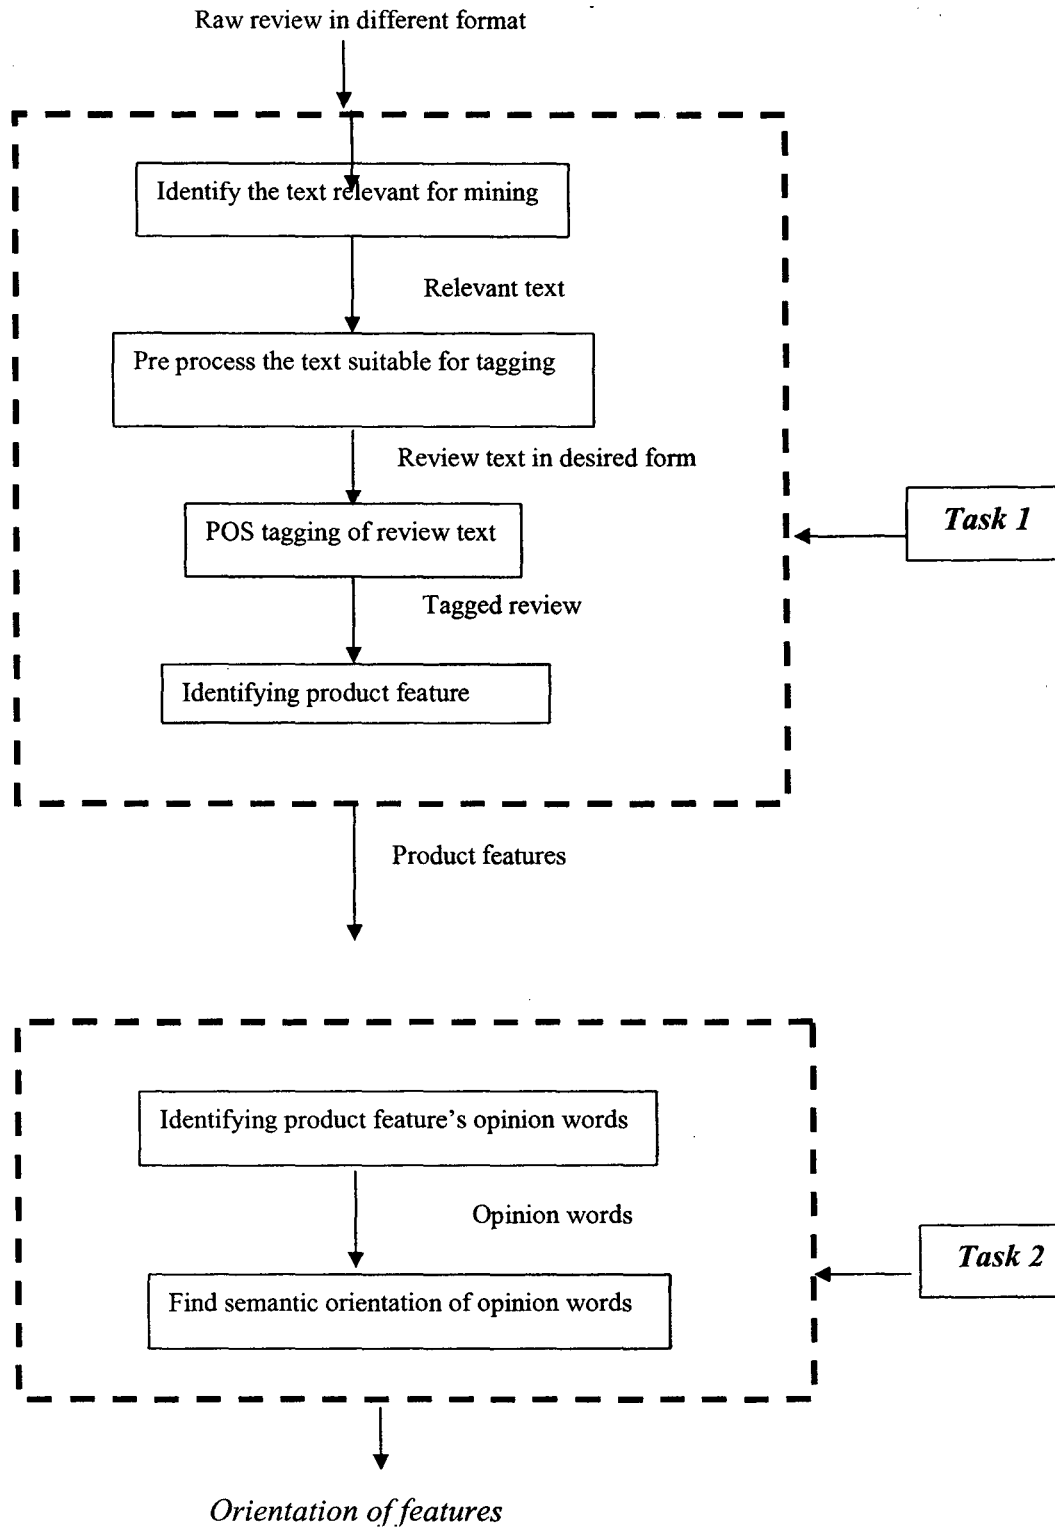 Raw review in different format
Identify the text relevant for mining
Relevant text
Pre process the text suitable for tagging
Review text in desired form
POS tagging of review text
Task 1
Tagged review
Identifying product feature
Product features
Identifying product feature's opinion words
Opinion words
Task 2
Find semantic orientation of opinion words
Orientation of features